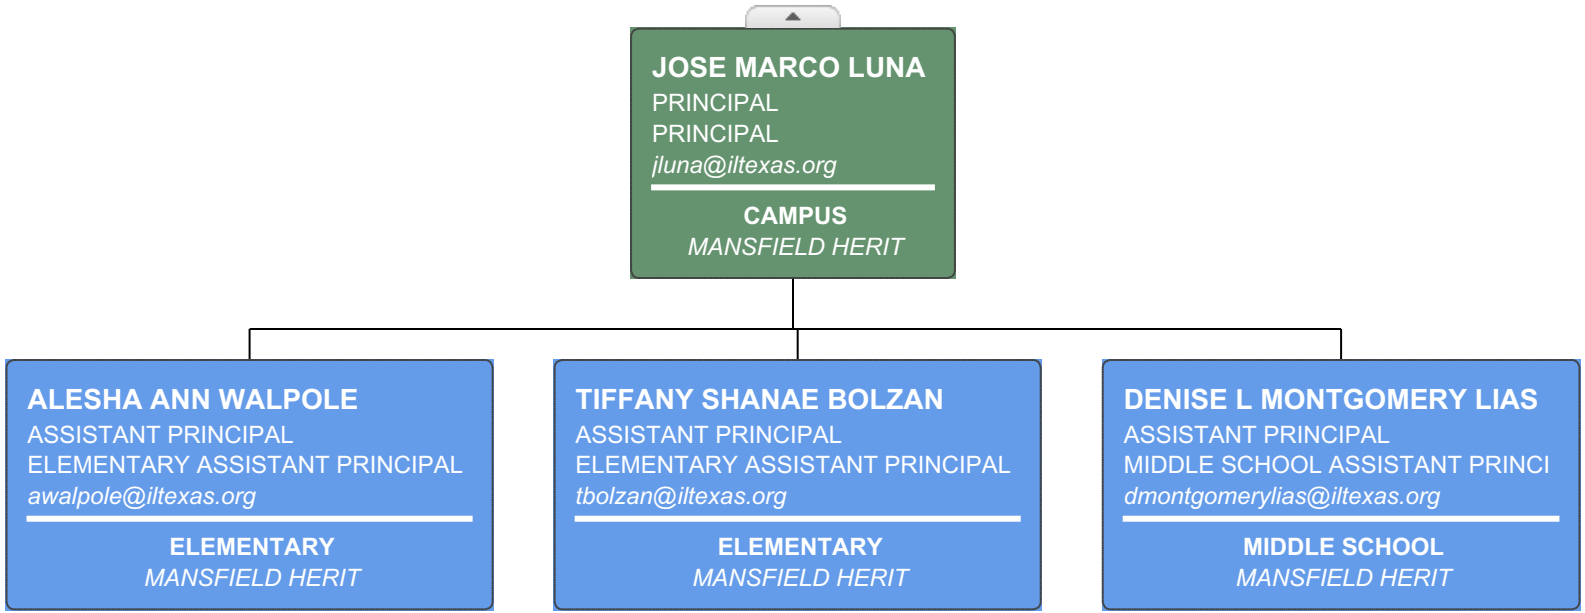 JOSE MARCO LUNA
PRINCIPAL
PRINCIPAL
jluna@iltexas.org
CAMPUS
MANSFIELD HERIT
ALESHA ANN WALPOLE
ASSISTANT PRINCIPAL
ELEMENTARY ASSISTANT PRINCIPAL
awalpole@iltexas.org
ELEMENTARY
MANSFIELD HERIT
TIFFANY SHANAE BOLZAN
ASSISTANT PRINCIPAL
ELEMENTARY ASSISTANT PRINCIPAL
tbolzan@iltexas.org
ELEMENTARY
MANSFIELD HERIT
DENISE L MONTGOMERY LIAS
ASSISTANT PRINCIPAL
MIDDLE SCHOOL ASSISTANT PRINCI
dmontgomerylias@iltexas.org
MIDDLE SCHOOL
MANSFIELD HERIT